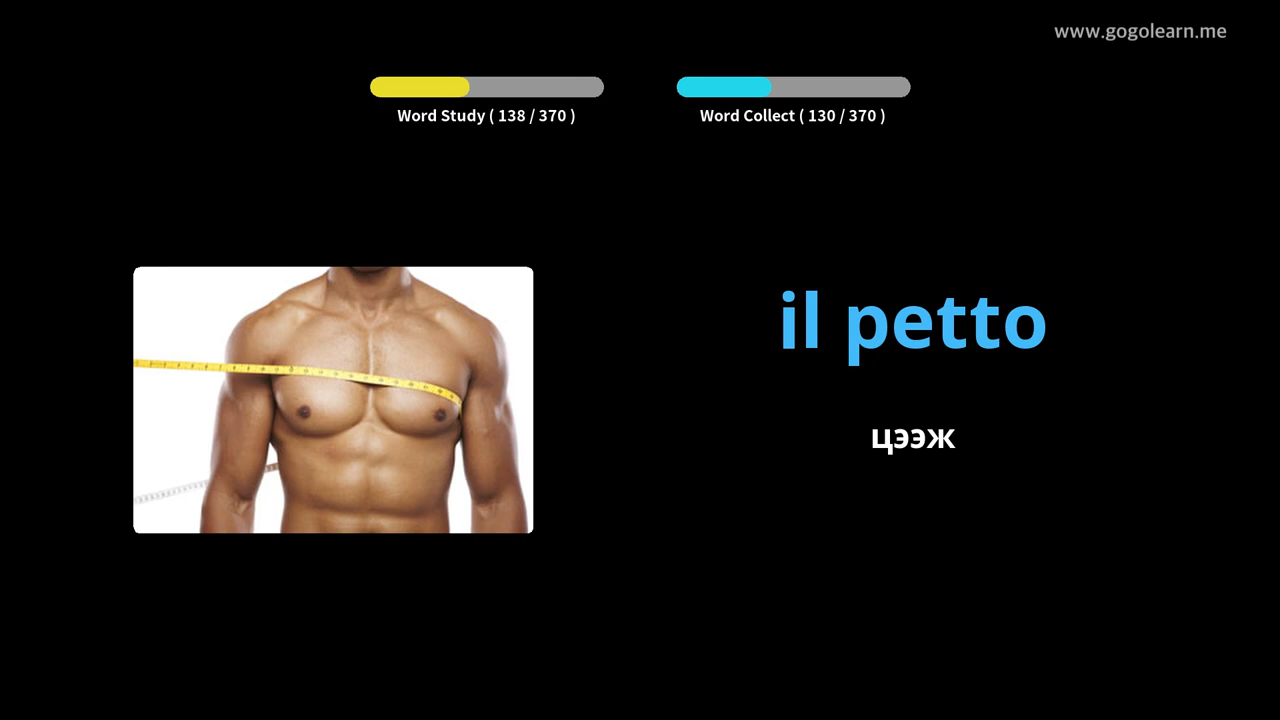 www.gogolearn.me
Word Study ( 138 / 370 )
Word Collect ( 130 / 370 )
il petto
цээж